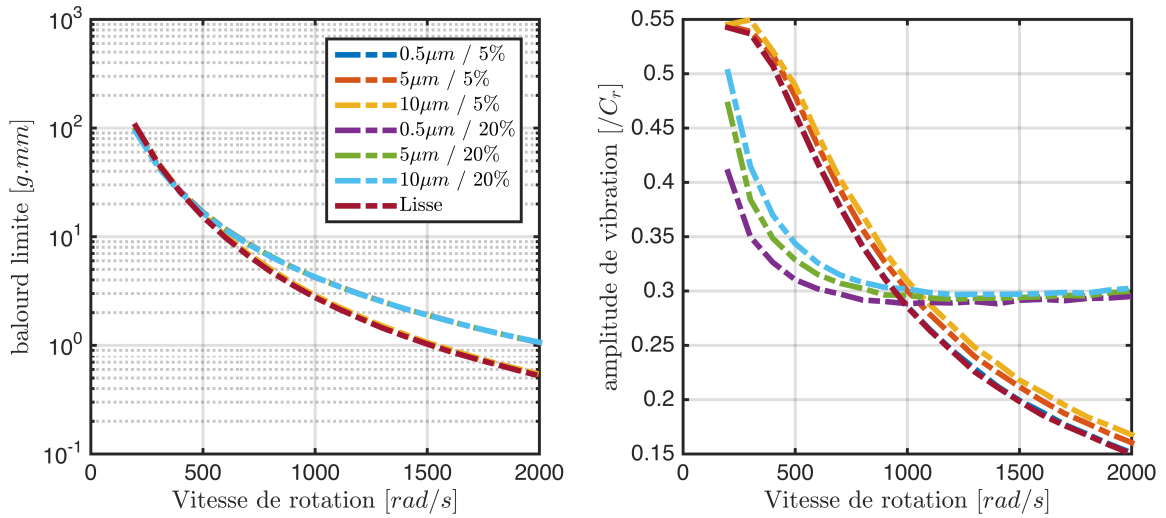 balourd limite [g.mm]
10^3
10^2
10^1
10^0
10^-1
0.5μm / 5%
5μm / 5%
10μm / 5%
0.5μm / 20%
5μm / 20%
10μm / 20%
Lisse
0 500 1000 1500 2000
Vitesse de rotation [rad/s]
amplitude de vibration [/C_r]
0.55
0.5
0.45
0.4
0.35
0.3
0.25
0.2
0.15
0 500 1000 1500 2000
Vitesse de rotation [rad/s]